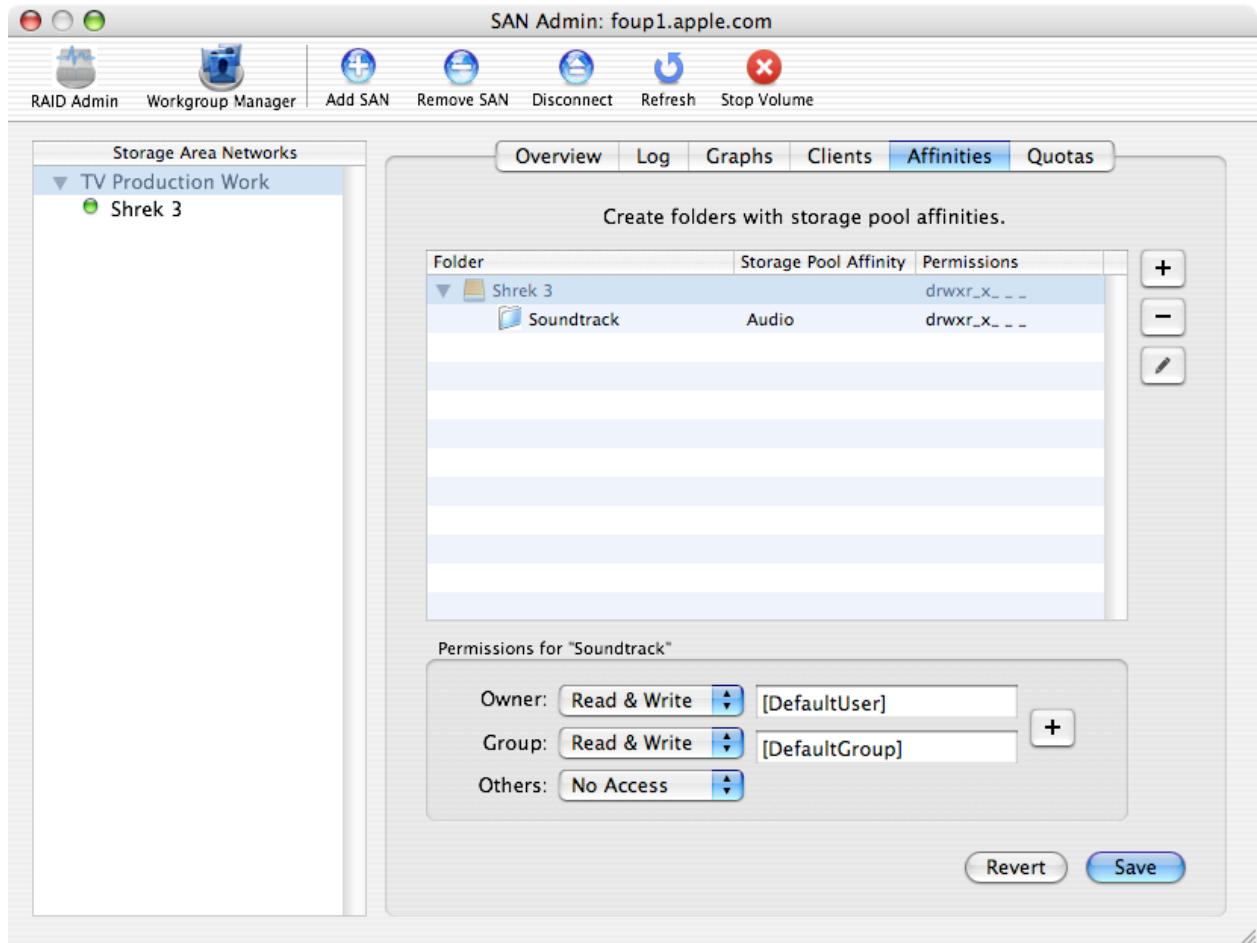 SAN Admin: foup1.apple.com
RAID Admin Workgroup Manager Add SAN Remove SAN Disconnect Refresh Stop Volume
Storage Area Networks
TV Production Work
Shrek 3
Overview Log Graphs Clients Affinities Quotas
Create folders with storage pool affinities.
Folder Storage Pool Affinity Permissions
Shrek 3 drwxr_x_ _ _
Soundtrack Audio drwxr_x_ _ _
Permissions for "Soundtrack"
Owner: Read & Write [DefaultUser]
Group: Read & Write [DefaultGroup]
Others: No Access
Revert Save